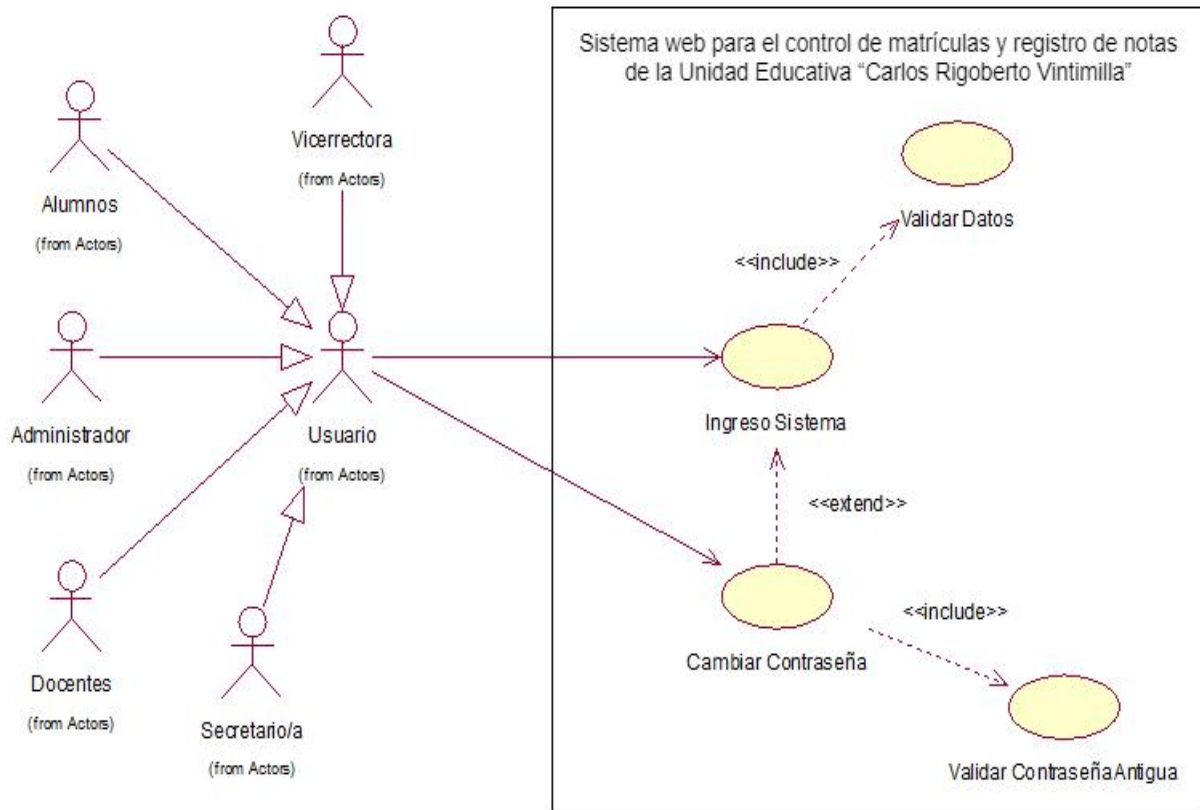 Sistema web para el control de matrículas y registro de notas
de la Unidad Educativa “Carlos Rigoberto Vintimilla”
Vicerrectora
(from Actors)
Alumnos
(from Actors)
Validar Datos
<<include>>
Administrador
(from Actors)
Usuario
(from Actors)
Ingreso Sistema
<<extend>>
<<include>>
Cambiar Contraseña
Docentes
(from Actors)
Secretario/a
(from Actors)
Validar Contraseña Antigua